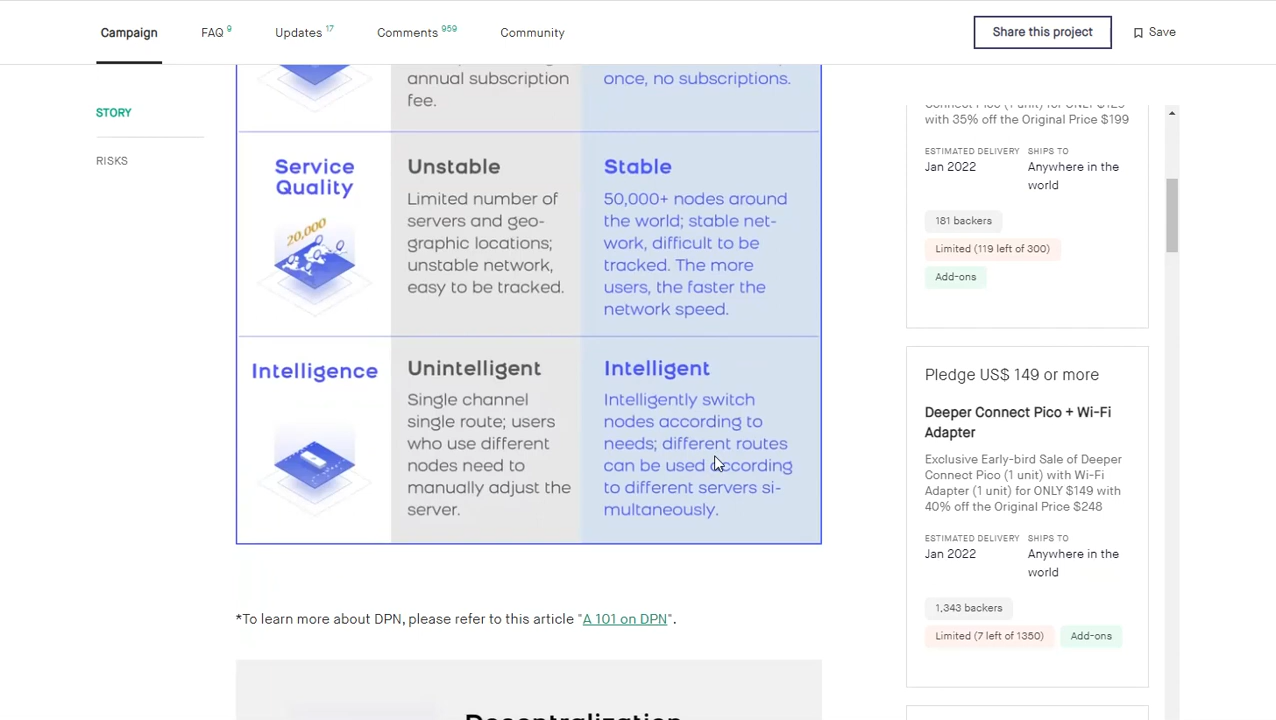 Campaign
FAQ 9
Updates 17
Comments 959
Community
Share this project
Save
STORY
RISKS
annual subscription
fee.
once, no subscriptions.
Service
Quality
20,000
Unstable
Limited number of
servers and geo-
graphic locations;
unstable network,
easy to be tracked.
Stable
50,000+ nodes around
the world; stable net-
work, difficult to be
tracked. The more
users, the faster the
network speed.
Intelligence
Unintelligent
Single channel
single route; users
who use different
nodes need to
manually adjust the
server.
Intelligent
Intelligently switch
nodes according to
needs; different routes
can be used according
to different servers si-
multaneously.
*To learn more about DPN, please refer to this article "A 101 on DPN".
Decentralization
Connect Pico (1 unit) for ONLY $129
with 35% off the Original Price $199
ESTIMATED DELIVERY
Jan 2022
SHIPS TO
Anywhere in the
world
181 backers
Limited (119 left of 300)
Add-ons
Pledge US$ 149 or more
Deeper Connect Pico + Wi-Fi
Adapter
Exclusive Early-bird Sale of Deeper
Connect Pico (1 unit) with Wi-Fi
Adapter (1 unit) for ONLY $149 with
40% off the Original Price $248
ESTIMATED DELIVERY
Jan 2022
SHIPS TO
Anywhere in the
world
1,343 backers
Limited (7 left of 1350)
Add-ons